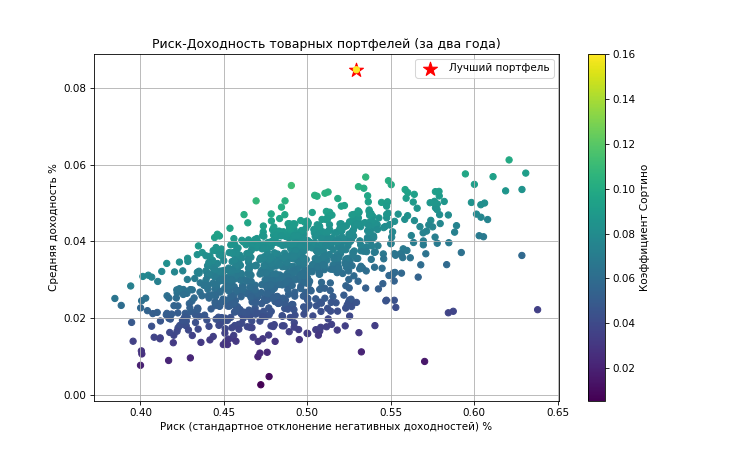 Риск-Доходность товарных портфелей (за два года)
Лучший портфель
Средняя доходность %
0.08
0.06
0.04
0.02
0.00
0.40 0.45 0.50 0.55 0.60 0.65
Риск (стандартное отклонение негативных доходностей) %
0.16
0.14
0.12
0.10
0.08
0.06
0.04
0.02
Коэффициент Сортино